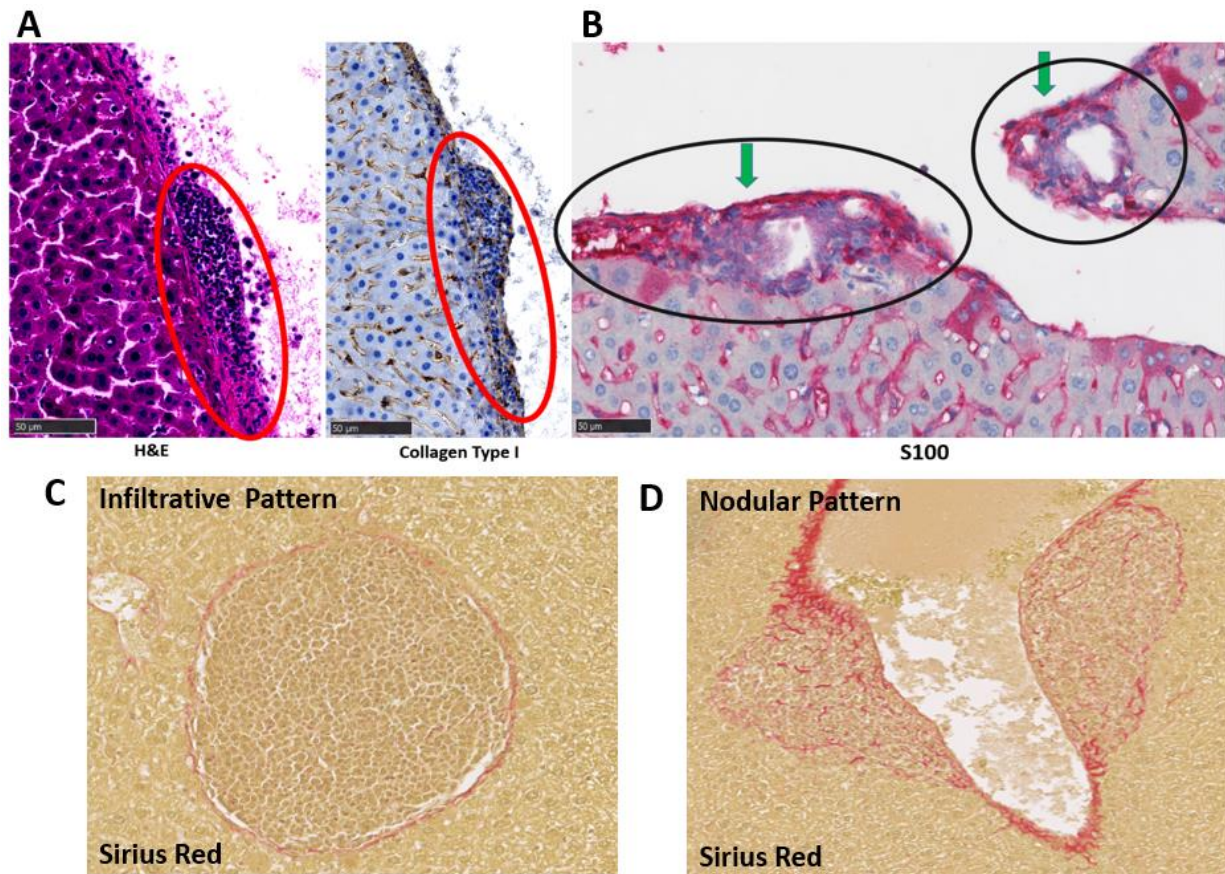 A
B
50 µm
50 µm
50 µm
H&E
Collagen Type I
S100
C
Infiltrative Pattern
D
Nodular Pattern
Sirius Red
Sirius Red